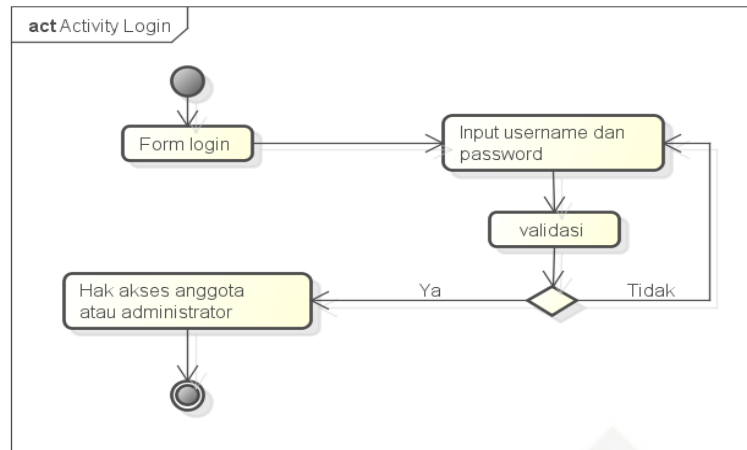 act Activity Login
Form login
Input username dan
password
validasi
Ya
Tidak
Hak akses anggota
atau administrator